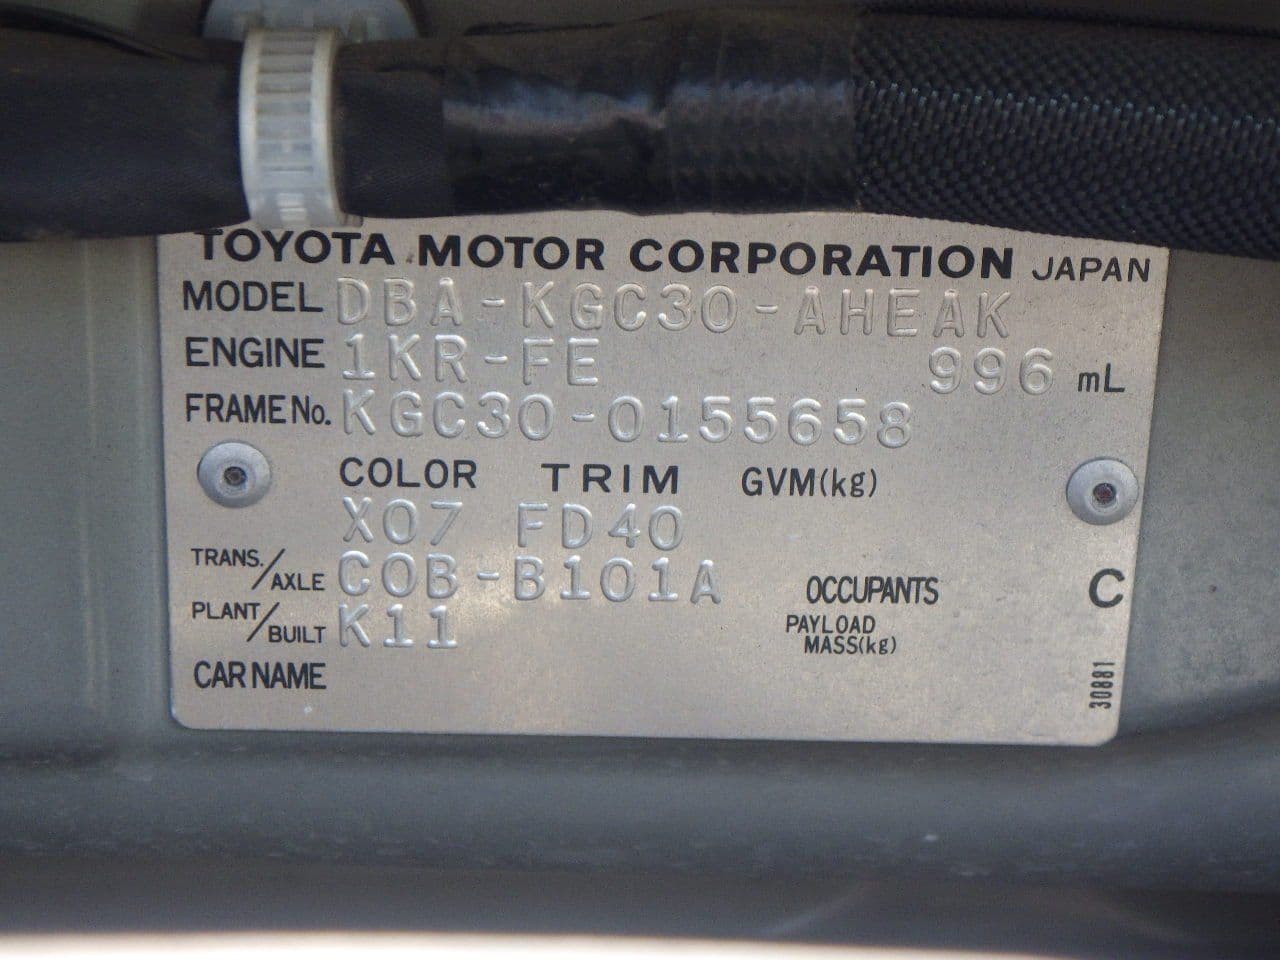 TOYOTA MOTOR CORPORATION JAPAN
MODEL DBA-KGC30-AHEAK
ENGINE 1KR-FE 996 mL
FRAME No. KGC30-0155658
COLOR TRIM GVM(kg)
X07 FD40
TRANS./AXLE C0B-B101A
OCCUPANTS C
PLANT/BUILT K11
PAYLOAD
MASS(kg)
CAR NAME
30881